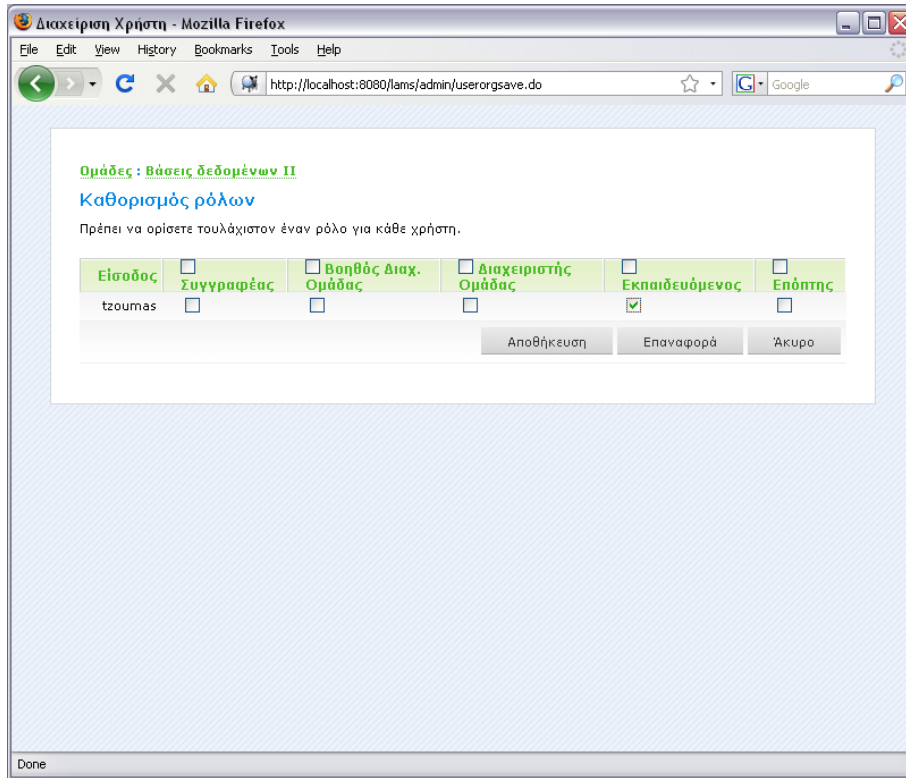 Διαχείριση Χρήστη - Mozilla Firefox
File Edit View History Bookmarks Tools Help
http://localhost:8080/lams/admin/userorgsave.do G Google
Ομάδες : Βάσεις δεδομένων ΙΙ
Καθορισμός ρόλων
Πρέπει να ορίσετε τουλάχιστον έναν ρόλο για κάθε χρήστη.
Είσοδος Συγγραφέας Βοηθός Διαχ. Ομάδας Διαχειριστής Ομάδας Εκπαιδευόμενος Επόπτης
tzoumas
Αποθήκευση Επαναφορά Άκυρο
Done